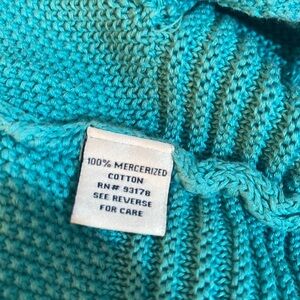 100% MERCERIZED
COTTON
RN# 93178
SEE REVERSE
FOR CARE